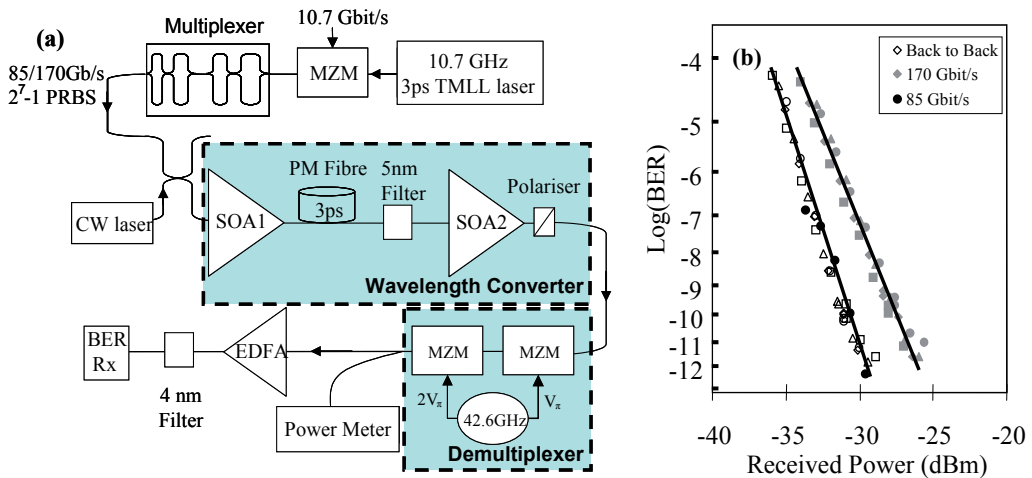 (a)
Multiplexer
10.7 Gbit/s
85/170Gb/s
2⁷-1 PRBS
MZM
10.7 GHz
3ps TMLL laser
CW laser
SOA1
PM Fibre
3ps
5nm
Filter
SOA2
Polariser
Wavelength Converter
BER
Rx
4 nm
Filter
EDFA
Power Meter
MZM
MZM
2Vπ
42.6GHz
Vπ
Demultiplexer
(b)
Back to Back
170 Gbit/s
85 Gbit/s
Log(BER)
-4
-5
-6
-7
-8
-9
-10
-11
-12
-40
-35
-30
-25
-20
Received Power (dBm)